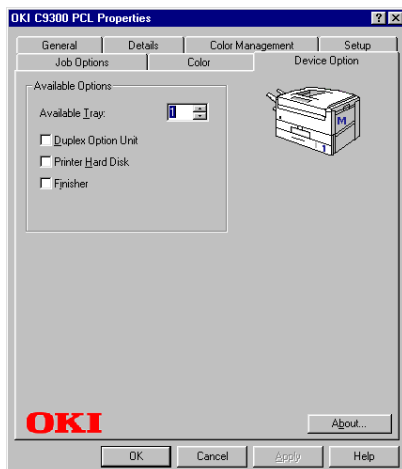 OKI C9300 PCL Properties
General Details Color Management Setup
Job Options Color Device Option
Available Options
Available Tray: 1
Duplex Option Unit
Printer Hard Disk
Finisher
M
1
OKI
About...
OK Cancel Apply Help